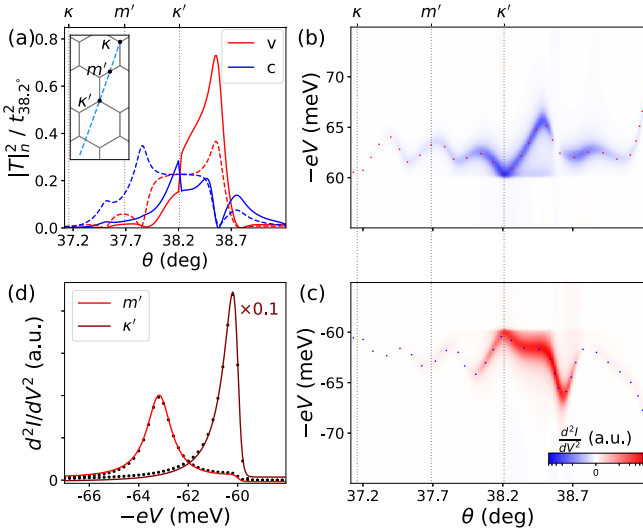 κ m′ κ′ κ m′ κ′
(a)
v
c
κ
m′
κ′
|T|²ₙ / t²₃₈.₂°
0.8
0.6
0.4
0.2
0.0
37.2 37.7 38.2 38.7
θ (deg)
(b)
−eV (meV)
70
60
(d)
m′
κ′
×0.1
d²I/dV² (a.u.)
0
−66 −64 −62 −60
−eV (meV)
(c)
−eV (meV)
-60
-70
-80
d²I/dV² (a.u.)
0
37.2 37.7 38.2 38.7
θ (deg)